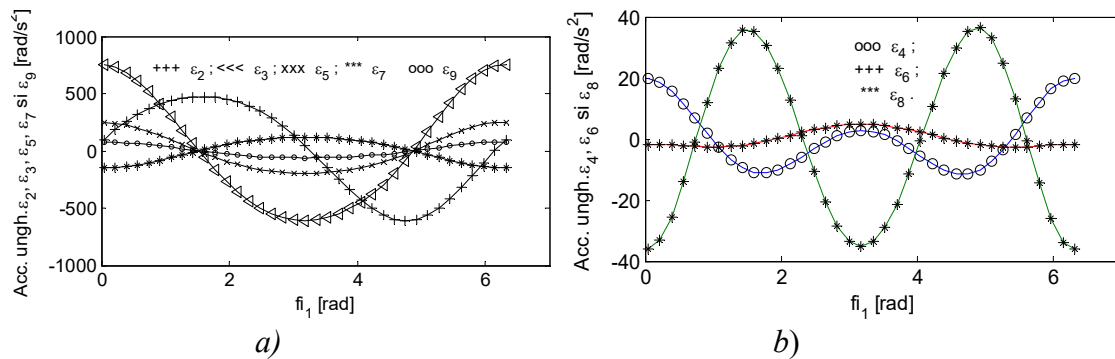 Acc. ungh. ε2, ε3, ε5, ε7 si ε9 [rad/s²]
1000
500
0
-500
-1000
+++ ε2 ; <<< ε3 ; xxx ε5 ; *** ε7 ooo ε9
0 2 4 6
fi1 [rad]
a)
Acc. ungh. ε4, ε6 si ε8 [rad/s²]
40
20
0
-20
-40
ooo ε4 ;
+++ ε6 ;
*** ε8 .
0 2 4 6
fi1 [rad]
b)